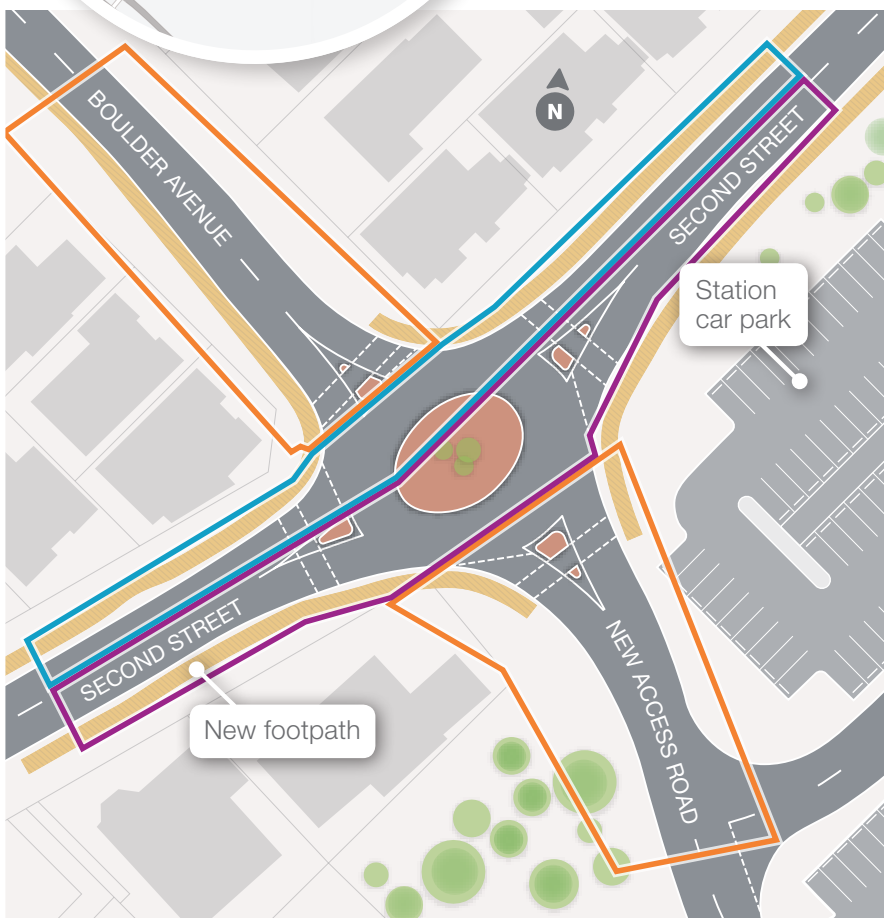 BOULDER AVENUE
N
SECOND STREET
Station
car park
SECOND STREET
New footpath
NEW ACCESS ROAD